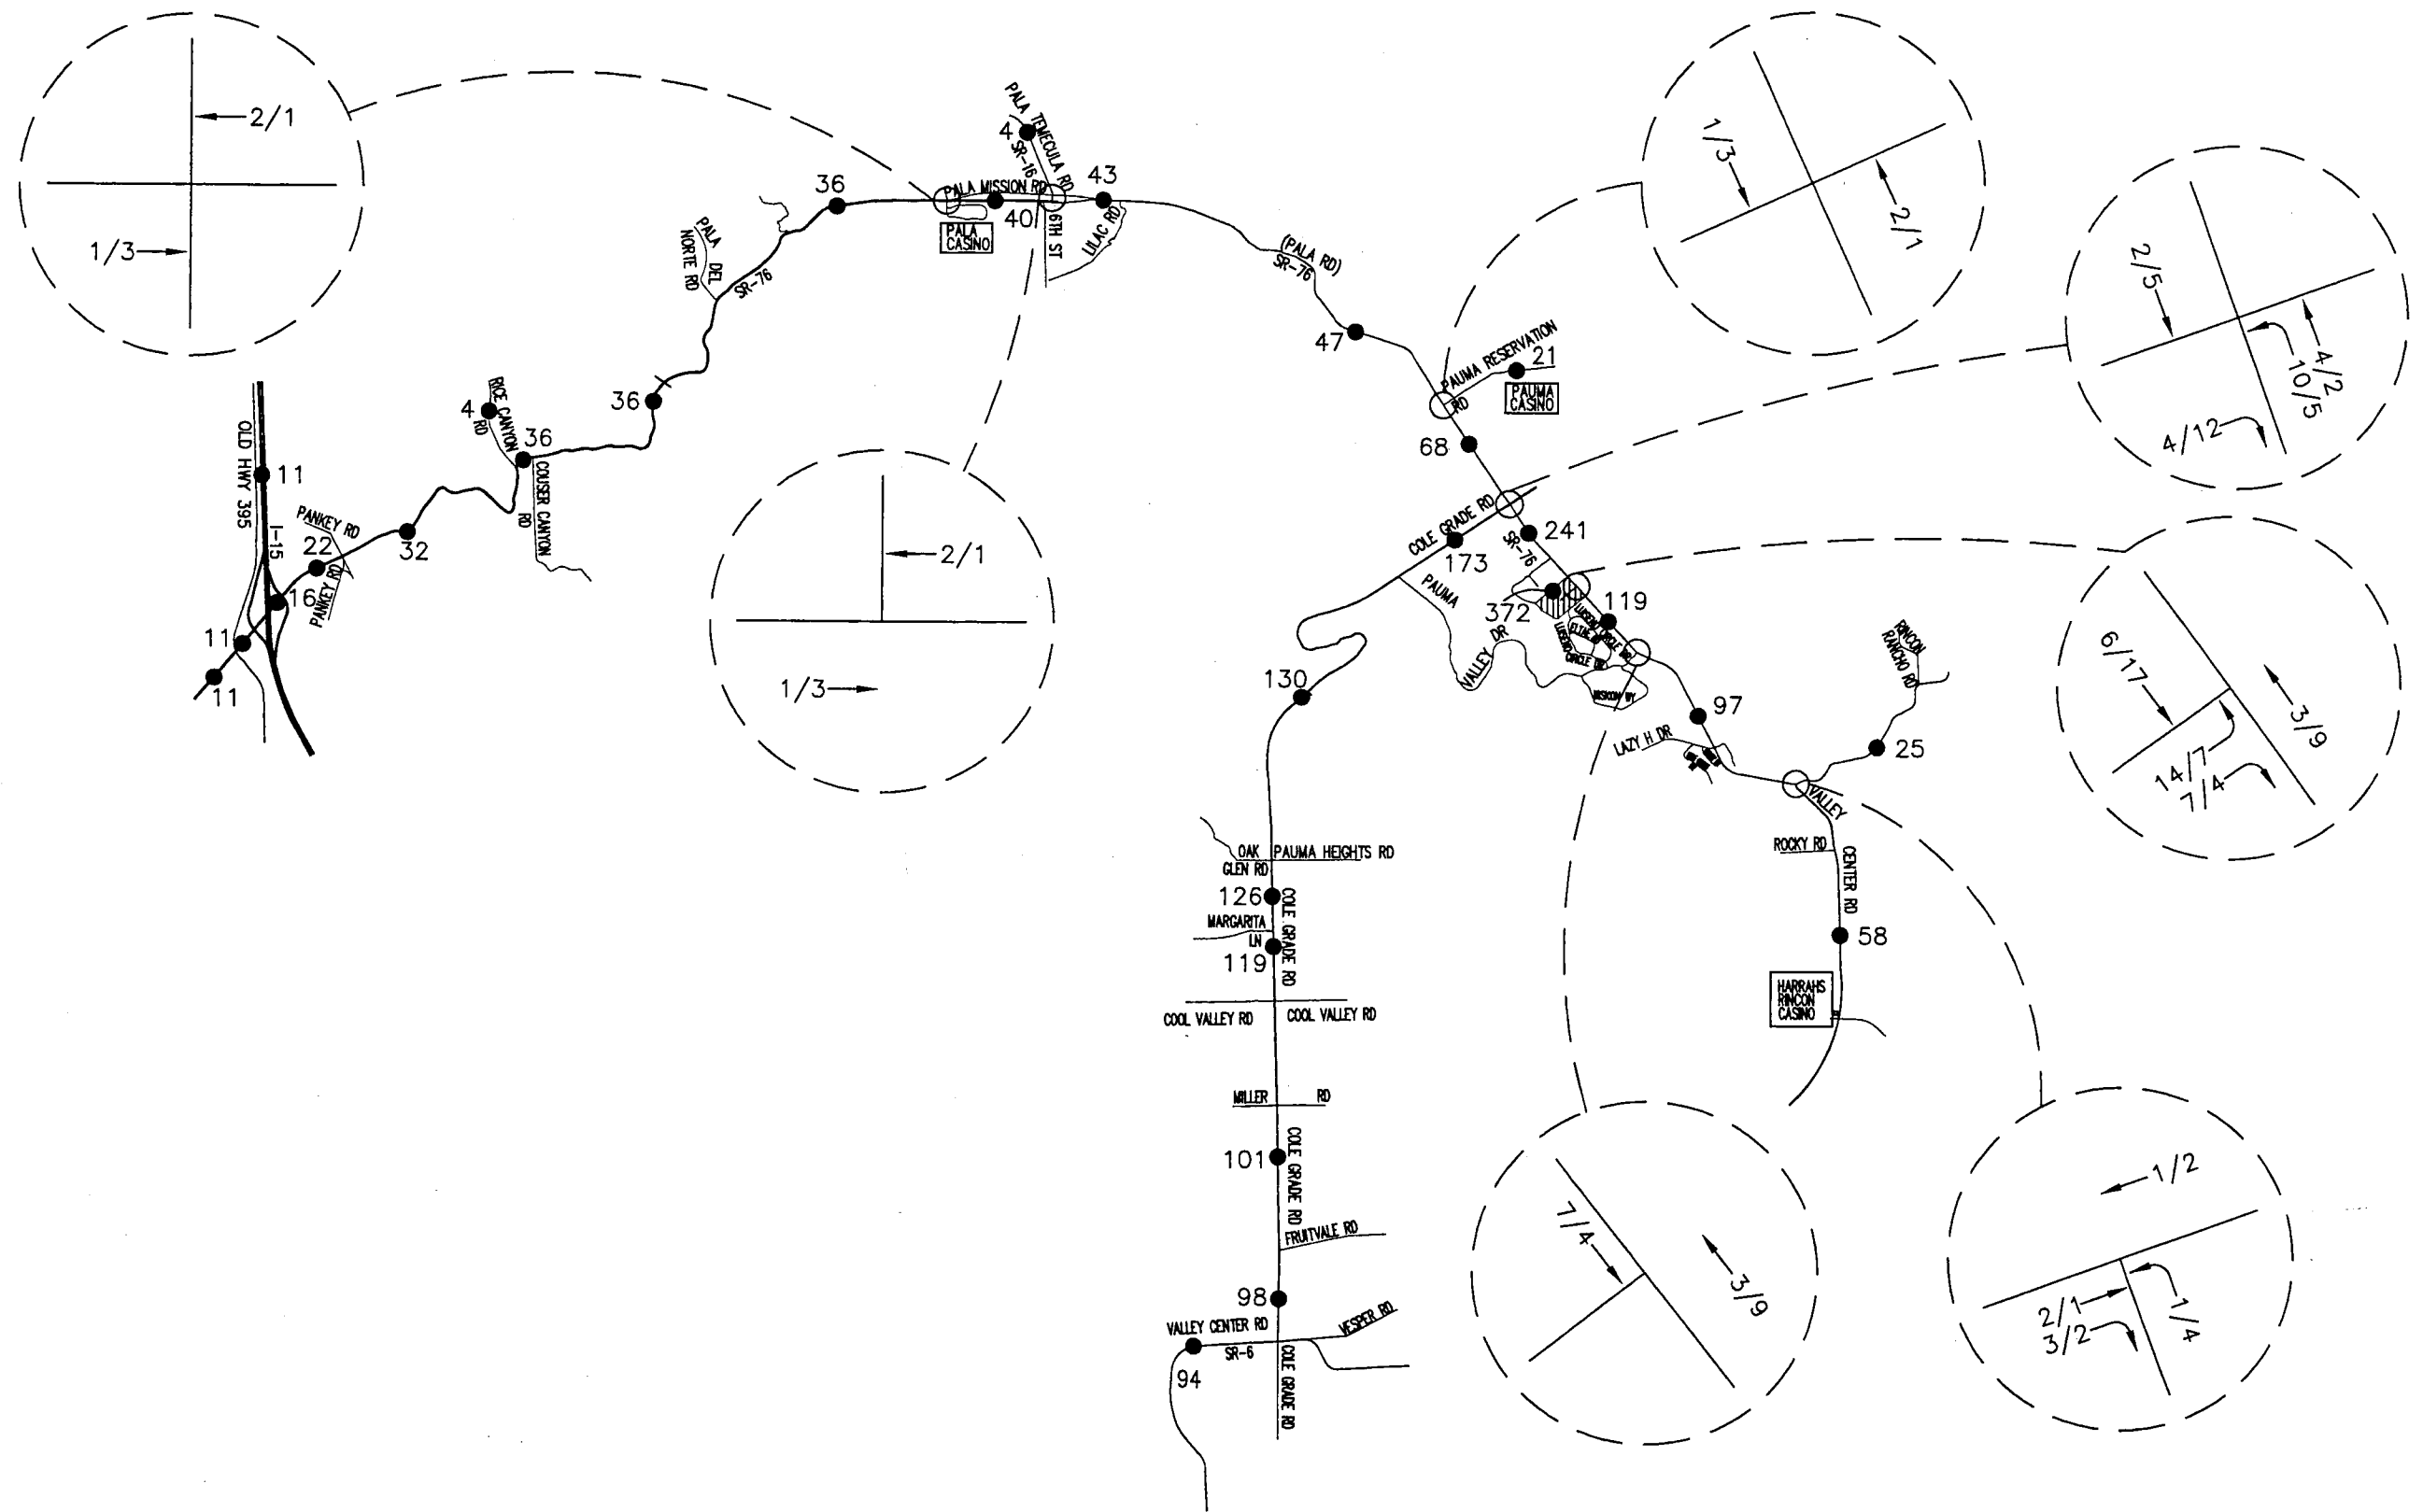 2/1
1/3
PALA TEMECULA RD
4
SR-16
36
PALA MISSION RD
43
40
PALA
CASINO
6TH ST
LILAC RD
PALA DEL
NORTE RD
SR-76
(PALA RD)
SR-76
47
PAUMA RESERVATION
RD
21
PAUMA
CASINO
68
1/3
2/1
2/5
4/2
10/5
4/12
36
4
RICE CANYON
RD
36
COUSER CANYON
RD
OLD HWY 395
11
I-15
PANKEY RD
22
32
16
PANKEY RD
11
11
2/1
1/3
COLE GRADE RD
173
241
SR-76
PAUMA
VALLEY DR
372
119
LUISENO CIRCLE DR
LUISENO
CIRCLE DR
97
LAZY H DR
RINCON
RANCHO RD
25
VALLEY
CENTER RD
ROCKY RD
58
HARRAHS
RINCON
CASINO
6/17
3/9
14/7
7/4
130
OAK
GLEN RD
PAUMA HEIGHTS RD
126
COLE GRADE RD
MARGARITA
LN
119
COOL VALLEY RD
COOL VALLEY RD
MILLER RD
101
COLE GRADE RD
FRUITVALE RD
98
VALLEY CENTER RD
SR-6
VESPER RD
94
COLE GRADE RD
7/4
3/9
1/2
2/1
3/2
1/4